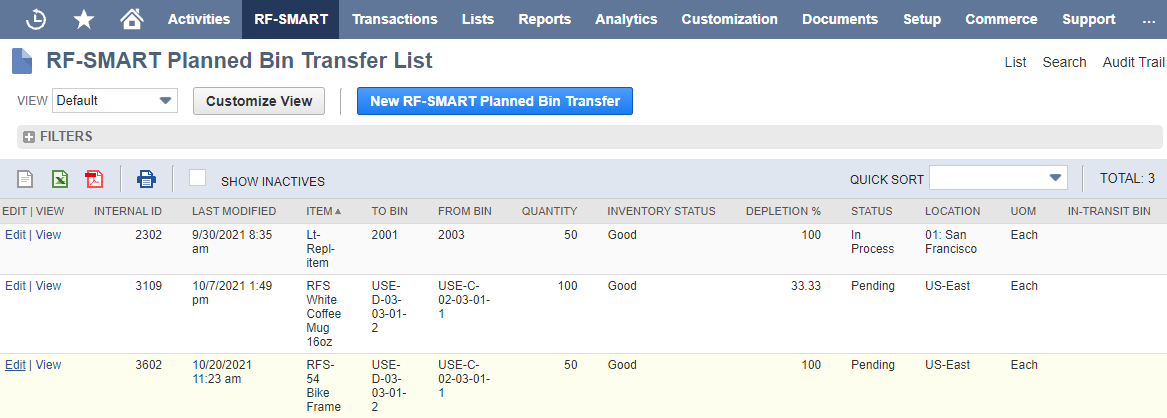 Activities RF-SMART Transactions Lists Reports Analytics Customization Documents Setup Commerce Support ...
RF-SMART Planned Bin Transfer List
List Search Audit Trail
VIEW Default Customize View New RF-SMART Planned Bin Transfer
FILTERS
SHOW INACTIVES QUICK SORT TOTAL: 3
EDIT | VIEW INTERNAL ID LAST MODIFIED ITEM TO BIN FROM BIN QUANTITY INVENTORY STATUS DEPLETION % STATUS LOCATION UOM IN-TRANSIT BIN
Edit | View 2302 9/30/2021 8:35 Lt- 2001 2003 50 Good 100 In 01: San Each
am Repl- Process Francisco
item
Edit | View 3109 10/7/2021 1:49 RFS USE- USE-C- 100 Good 33.33 Pending US-East Each
pm White D-03- 02-03-01-
Coffee 03-01- 1
Mug 2
16oz
Edit | View 3602 10/20/2021 RFS- USE- USE-C- 50 Good 100 Pending US-East Each
11:23 am 54 D-03- 02-03-01-
Bike 03-01- 1
Frame 2